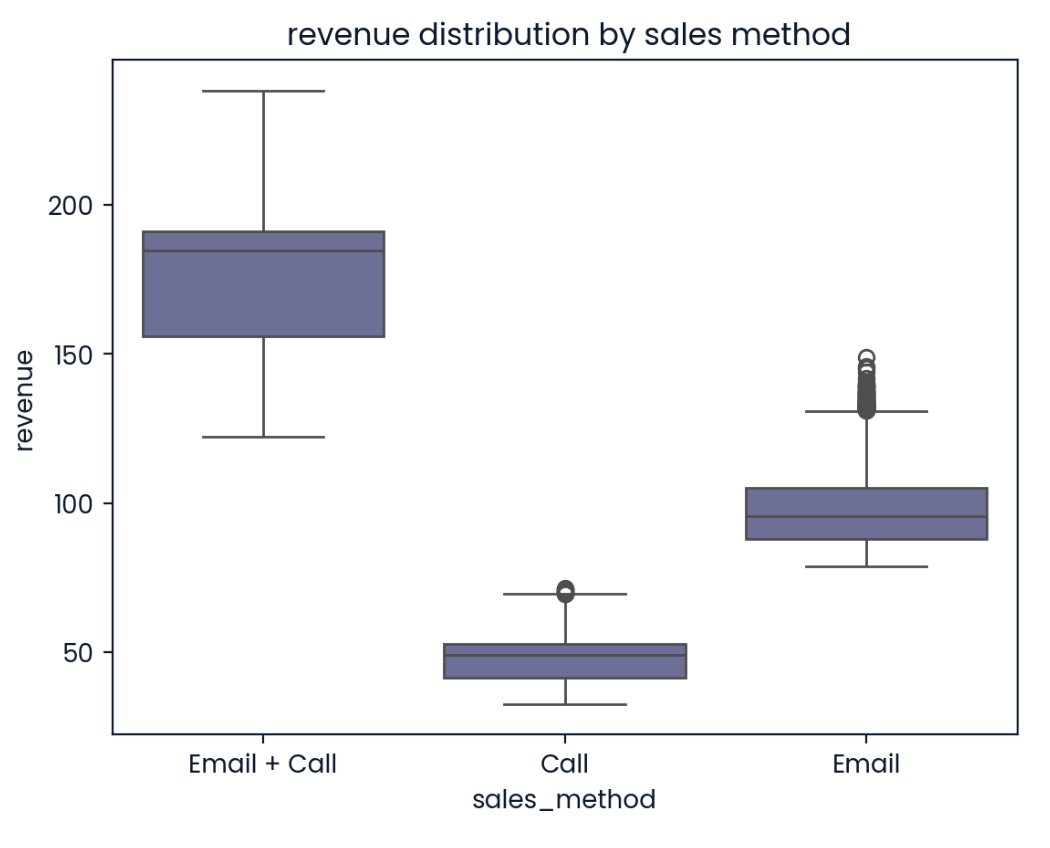 revenue distribution by sales method
200
150
100
50
revenue
Email + Call
Call
Email
sales_method